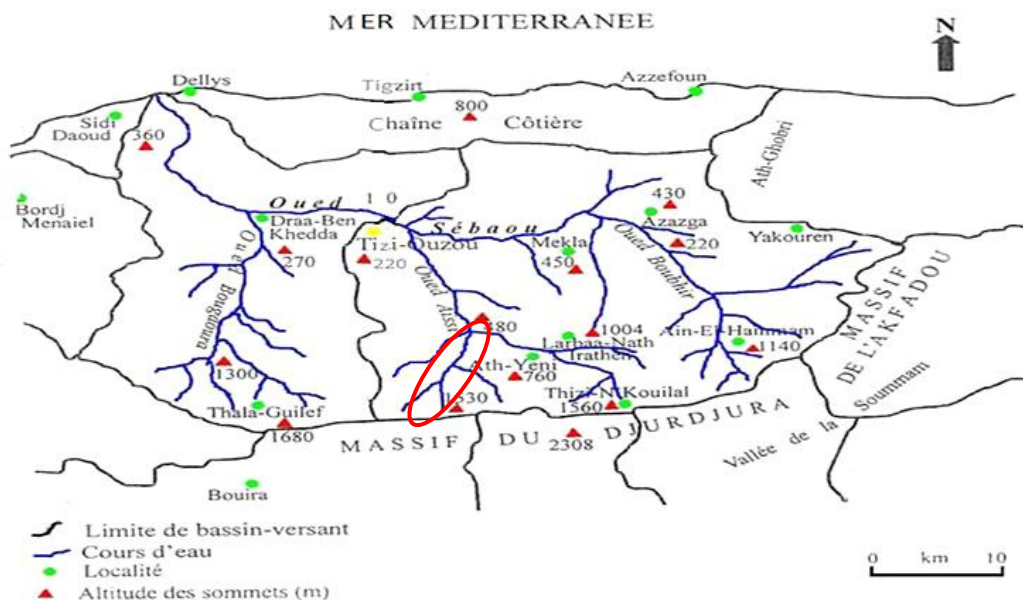 MER MEDITERRANEE
N
Dellys
Tigzirt
Azzefoun
Sidi
Daoud
800
Chaîne Côtière
360
Ath-Ghobri
Bordj
Menaiel
Oued 10
Sébaou
430
Azazga
Draa-Ben
Khedda
Tizi-Ouzou
Mekla
220
Yakouren
270
220
450
Oued Bougdoura
Oued Aissi
Oued Boubhir
MASSIF
DE L'AKFADOU
480
1004
Larbaa-Nath
Irathen
Ain-El-Hammam
1140
1300
Ath-Yeni
760
Thala-Guilef
1530
Thizi-N'Kouilal
1560
1680
MASSIF DU DJURDJURA
2308
Vallée de la
Soummam
Bouira
Limite de bassin-versant
Cours d'eau
Localité
Altitude des sommets (m)
0 km 10